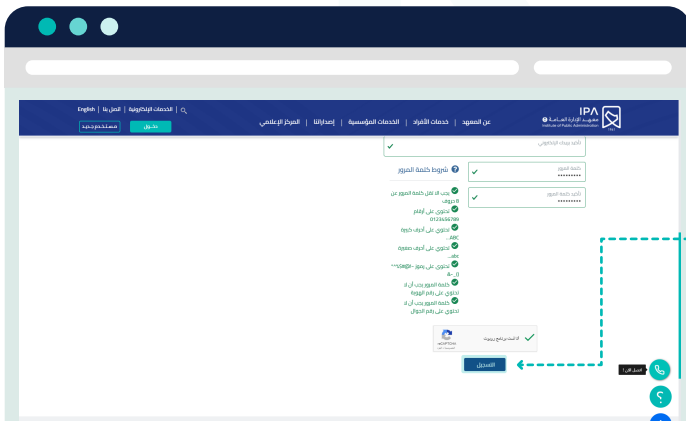 IPA
معهد الإدارة العامة
Institute of Public Administration
الخدمات الإلكترونية | اتصل بنا | English
عن المعهد | خدمات الأفراد | الخدمات المؤسسية | إصداراتنا | المركز الإعلامي
دخول
مستخدم جديد
تأكيد بريدك الإلكتروني
كلمة المرور
•••••••••
تأكيد كلمة المرور
•••••••••
شروط كلمة المرور
يجب الا تقل كلمة المرور عن
8 حروف
تحتوي على أرقام
0123456789
تحتوي على أحرف كبيرة
ABC...
تحتوي على أحرف صغيرة
abc...
كلمة المرور يجب أن لا
تحتوي على رقم الهوية
كلمة المرور يجب أن لا
تحتوي على رقم الجوال
أنا لست برنامج روبوت
التسجيل
اتصل الآن !